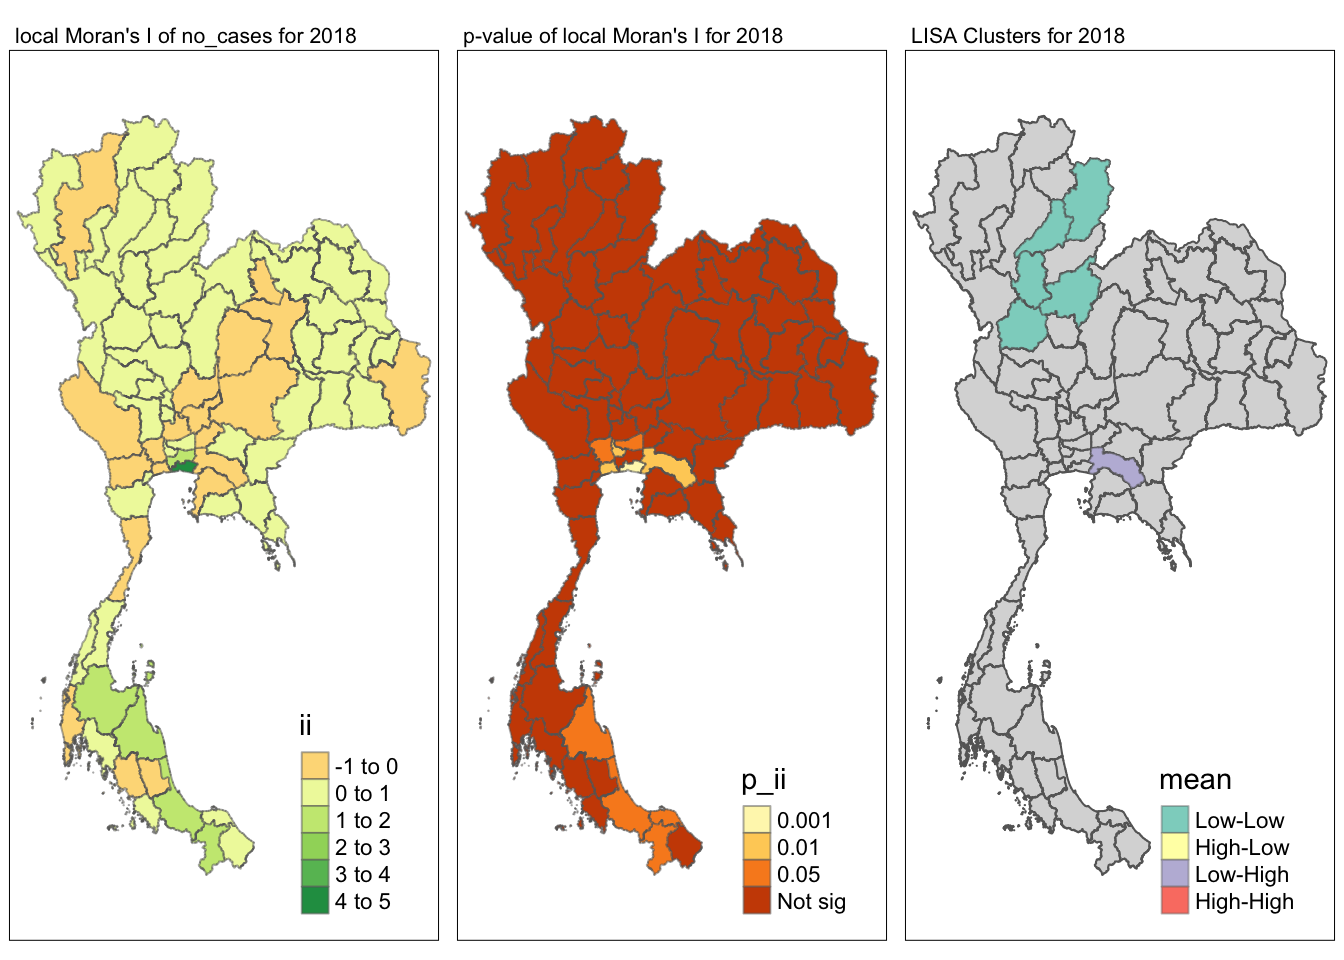 local Moran's I of no_cases for 2018
p-value of local Moran's I for 2018
LISA Clusters for 2018
ii
-1 to 0
0 to 1
1 to 2
2 to 3
3 to 4
4 to 5
p_ii
0.001
0.01
0.05
Not sig
mean
Low-Low
High-Low
Low-High
High-High